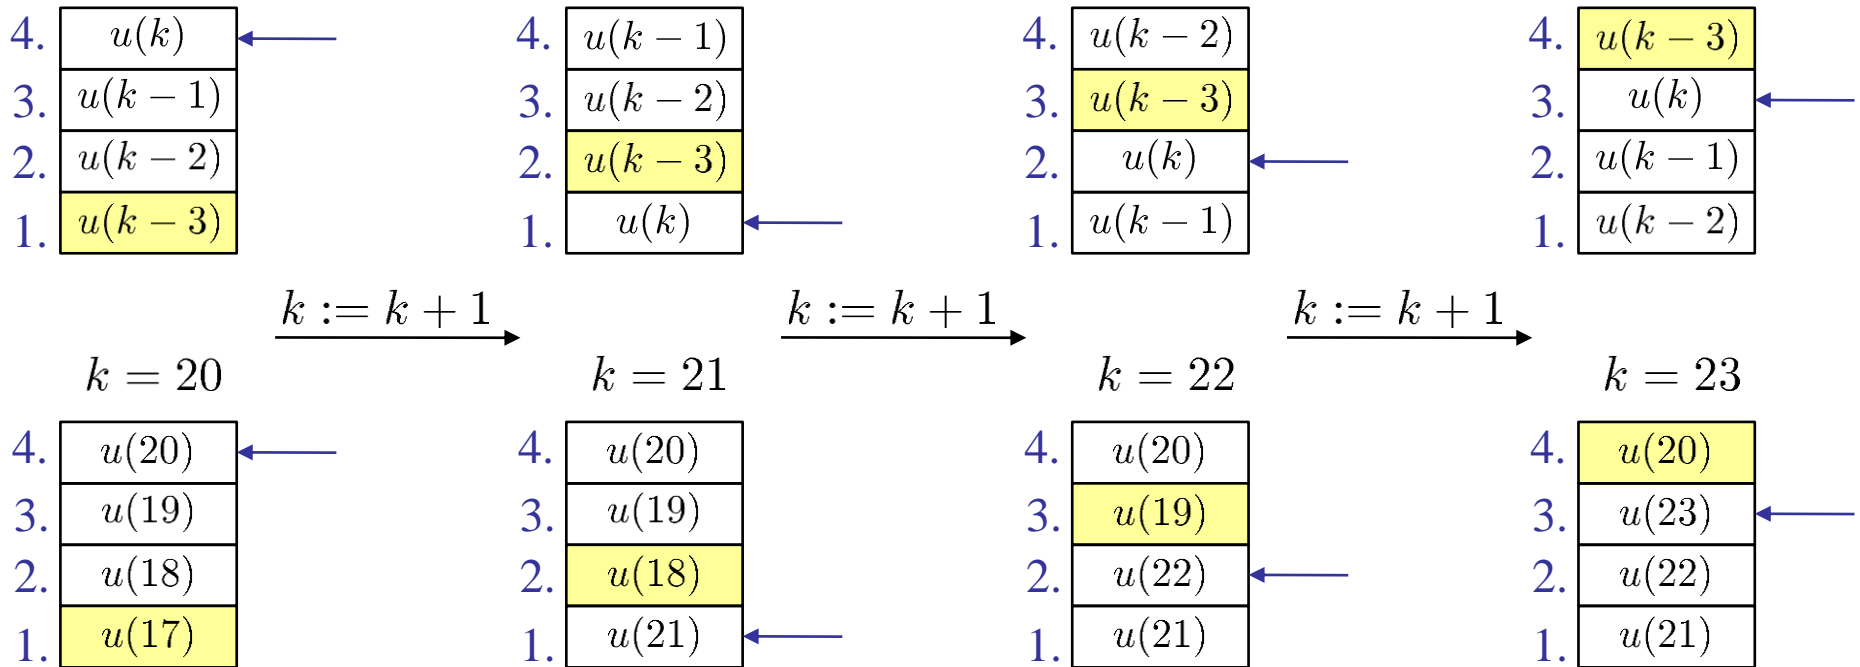 4. u(k) 4. u(k − 1) 4. u(k − 2) 4. u(k − 3)
3. u(k − 1) 3. u(k − 2) 3. u(k − 3) 3. u(k)
2. u(k − 2) 2. u(k − 3) 2. u(k) 2. u(k − 1)
1. u(k − 3) 1. u(k) 1. u(k − 1) 1. u(k − 2)
k := k + 1 k := k + 1 k := k + 1
k = 20 k = 21 k = 22 k = 23
4. u(20) 4. u(20) 4. u(20) 4. u(20)
3. u(19) 3. u(19) 3. u(19) 3. u(23)
2. u(18) 2. u(18) 2. u(22) 2. u(22)
1. u(17) 1. u(21) 1. u(21) 1. u(21)